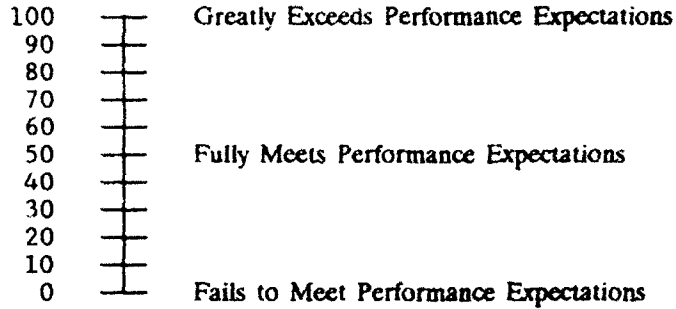 100 Greatly Exceeds Performance Expectations
90
80
70
60
50 Fully Meets Performance Expectations
40
30
20
10
0 Fails to Meet Performance Expectations